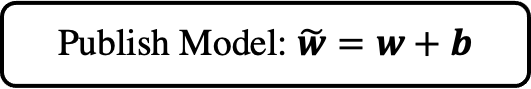 Publish Model: w̃ = w + b